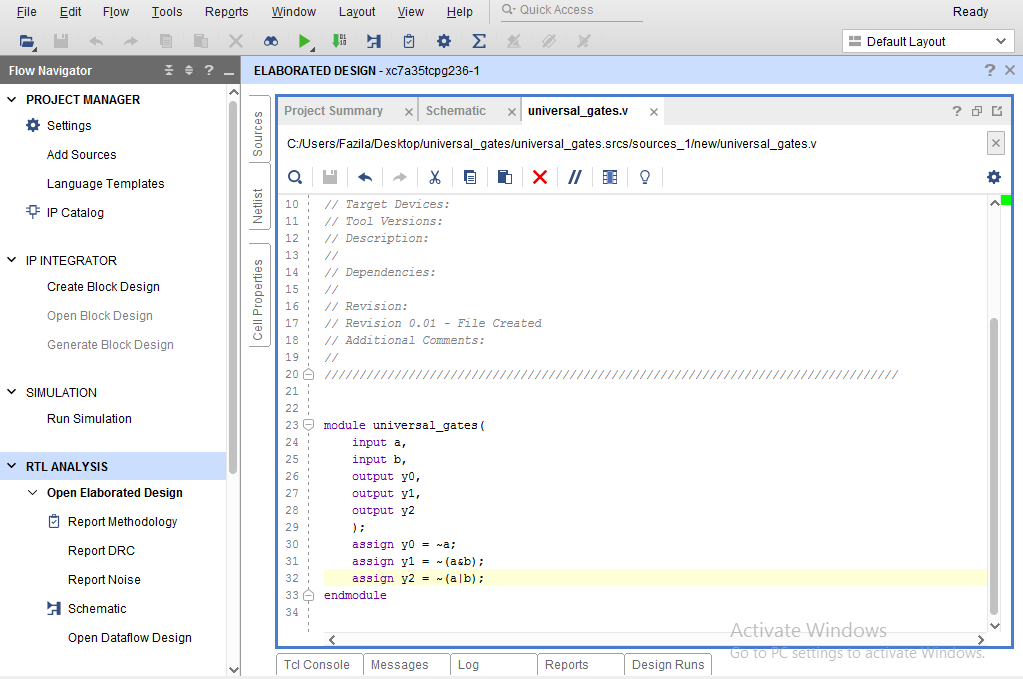 File Edit Flow Tools Reports Window Layout View Help Quick Access Ready
Default Layout
Flow Navigator ? _
ELABORATED DESIGN - xc7a35tcpg236-1 ? ×
PROJECT MANAGER
Settings
Add Sources
Language Templates
IP Catalog
IP INTEGRATOR
Create Block Design
Open Block Design
Generate Block Design
SIMULATION
Run Simulation
RTL ANALYSIS
Open Elaborated Design
Report Methodology
Report DRC
Report Noise
Schematic
Open Dataflow Design
Sources
Netlist
Cell Properties
Project Summary × Schematic × universal_gates.v × ?
C:/Users/Fazila/Desktop/universal_gates/universal_gates.srcs/sources_1/new/universal_gates.v ×
10 // Target Devices:
11 // Tool Versions:
12 // Description:
13 //
14 // Dependencies:
15 //
16 // Revision:
17 // Revision 0.01 - File Created
18 // Additional Comments:
19 //
20 //////////////////////////////////////////////////////////////////////////////////
21
22
23 module universal_gates(
24 input a,
25 input b,
26 output y0,
27 output y1,
28 output y2
29 );
30 assign y0 = ~a;
31 assign y1 = ~(a&b);
32 assign y2 = ~(a|b);
33 endmodule
34
Activate Windows
Go to PC settings to activate Windows.
Tcl Console Messages Log Reports Design Runs